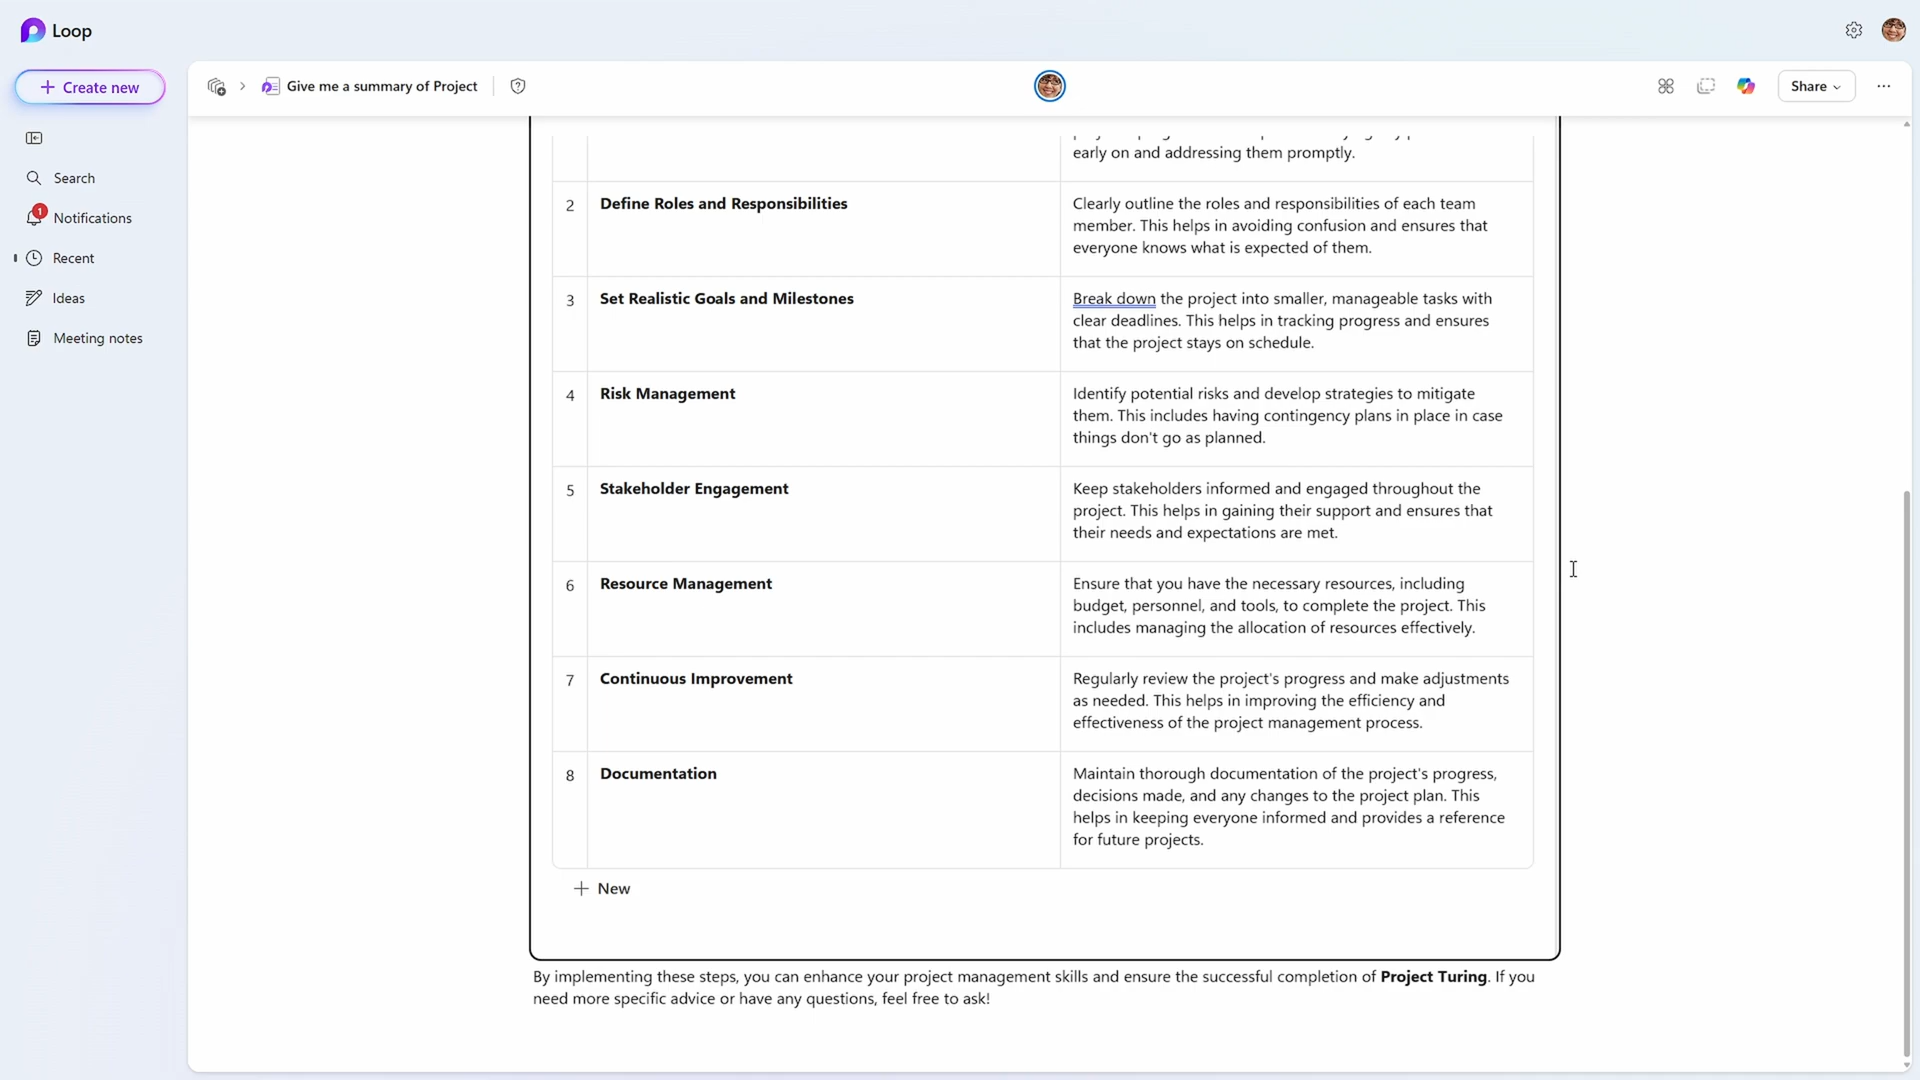 Loop
Create new
Give me a summary of Project
Share
Search
Notifications
1
Recent
Ideas
Meeting notes
early on and addressing them promptly.
2
Define Roles and Responsibilities
Clearly outline the roles and responsibilities of each team
member. This helps in avoiding confusion and ensures that
everyone knows what is expected of them.
3
Set Realistic Goals and Milestones
Break down the project into smaller, manageable tasks with
clear deadlines. This helps in tracking progress and ensures
that the project stays on schedule.
4
Risk Management
Identify potential risks and develop strategies to mitigate
them. This includes having contingency plans in place in case
things don't go as planned.
5
Stakeholder Engagement
Keep stakeholders informed and engaged throughout the
project. This helps in gaining their support and ensures that
their needs and expectations are met.
6
Resource Management
Ensure that you have the necessary resources, including
budget, personnel, and tools, to complete the project. This
includes managing the allocation of resources effectively.
7
Continuous Improvement
Regularly review the project's progress and make adjustments
as needed. This helps in improving the efficiency and
effectiveness of the project management process.
8
Documentation
Maintain thorough documentation of the project's progress,
decisions made, and any changes to the project plan. This
helps in keeping everyone informed and provides a reference
for future projects.
New
By implementing these steps, you can enhance your project management skills and ensure the successful completion of Project Turing. If you
need more specific advice or have any questions, feel free to ask!